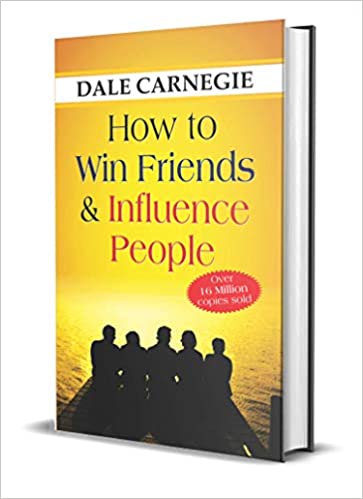 DALE CARNEGIE
How to
Win Friends
& Influence
People
Over
16 Million
copies sold